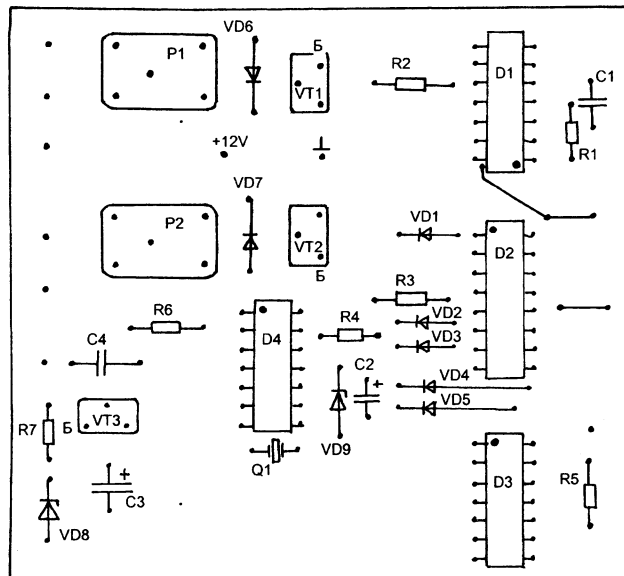 VD6
P1
Б
VT1
R2
D1
C1
R1
+12V
VD7
P2
VT2
Б
VD1
D2
R3
R6
D4
R4
VD2
VD3
C4
C2
+
VD4
VD5
R7
Б
VT3
VD9
Q1
+
C3
VD8
D3
R5